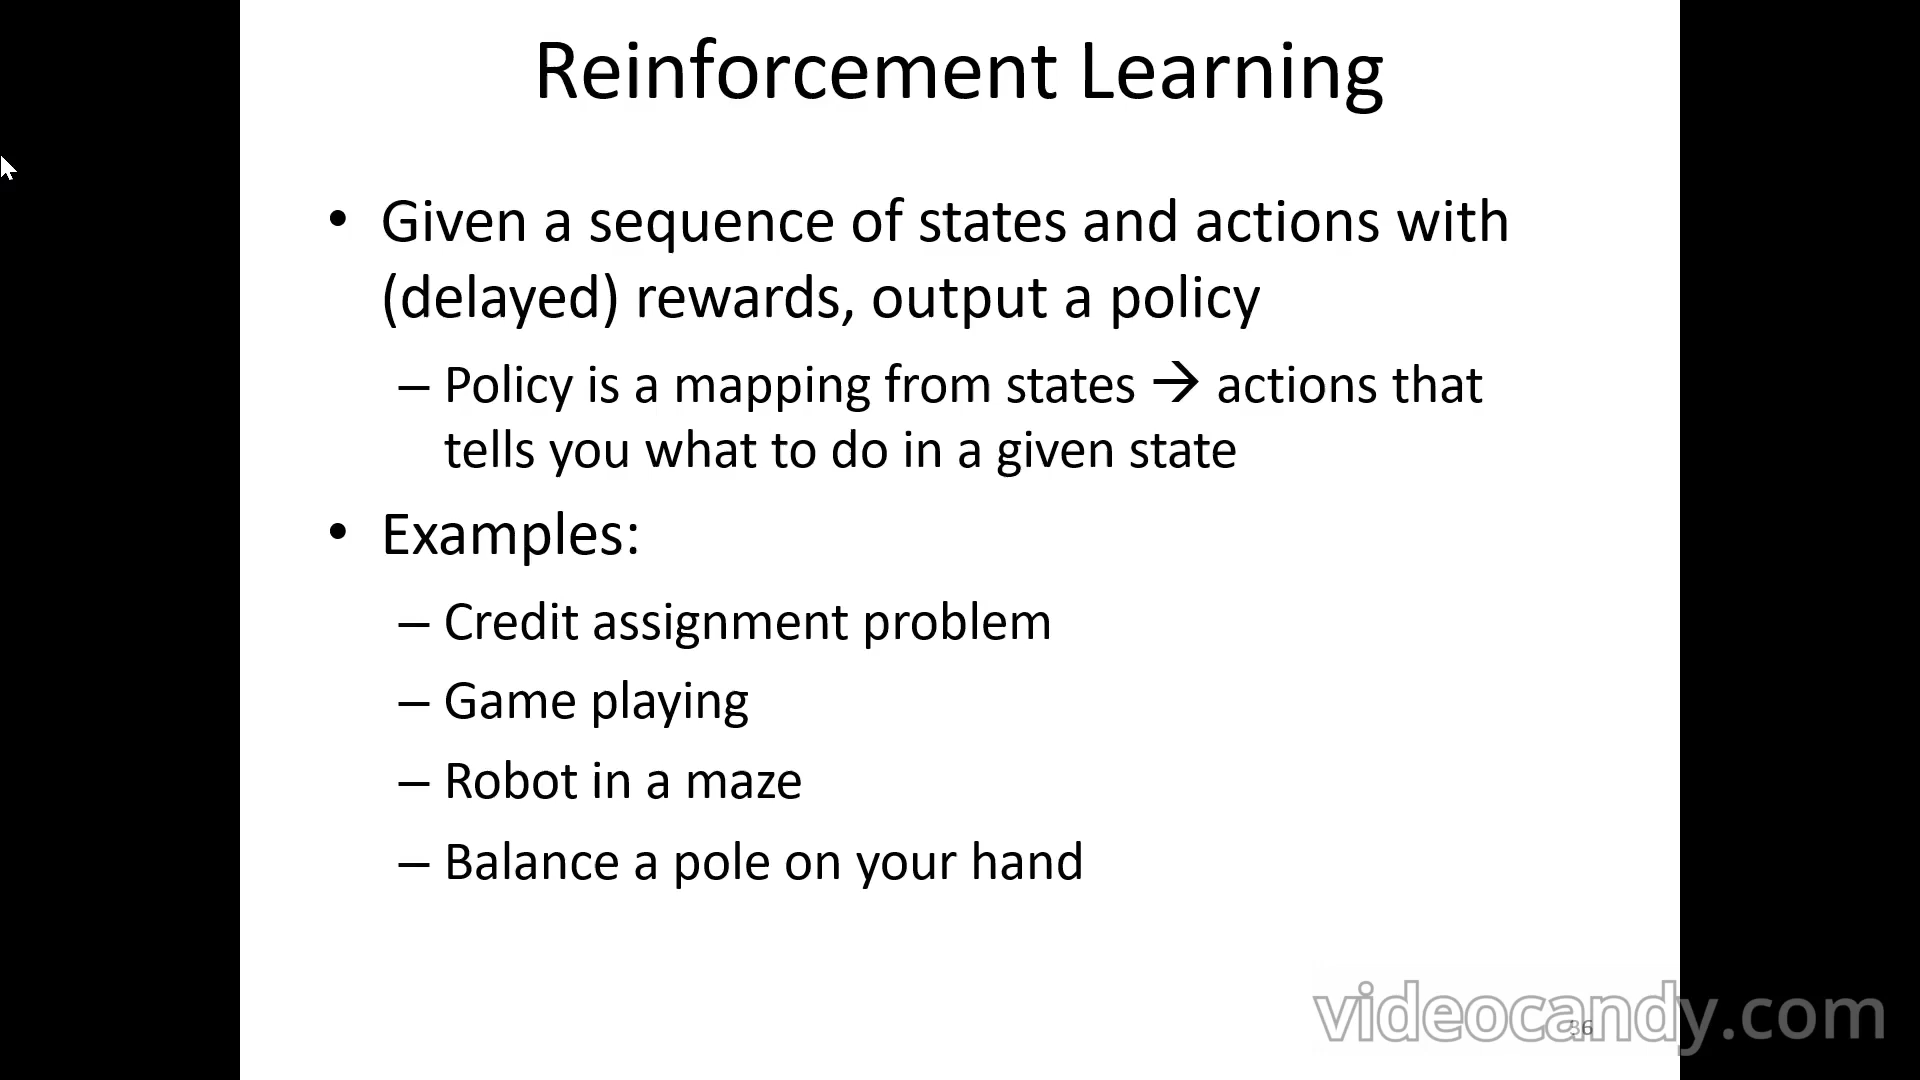 Reinforcement Learning
• Given a sequence of states and actions with
(delayed) rewards, output a policy
– Policy is a mapping from states → actions that
tells you what to do in a given state
• Examples:
– Credit assignment problem
– Game playing
– Robot in a maze
– Balance a pole on your hand
videocandy.com
36